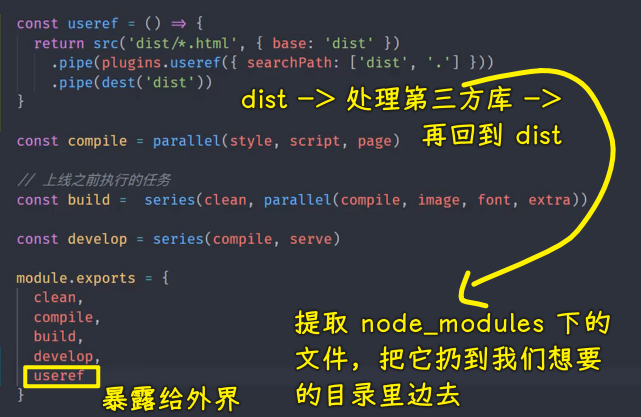 const useref = () => {
  return src('dist/*.html', { base: 'dist' })
    .pipe(plugins.useref({ searchPath: ['dist', '.'] }))
    .pipe(dest('dist'))
}
dist -> 处理第三方库 ->
再回到 dist
const compile = parallel(style, script, page)
// 上线之前执行的任务
const build =  series(clean, parallel(compile, image, font, extra))
const develop = series(compile, serve)
module.exports = {
  clean,
  compile,
  build,
  develop,
  useref
}
提取 node_modules 下的
文件，把它扔到我们想要
的目录里边去
暴露给外界